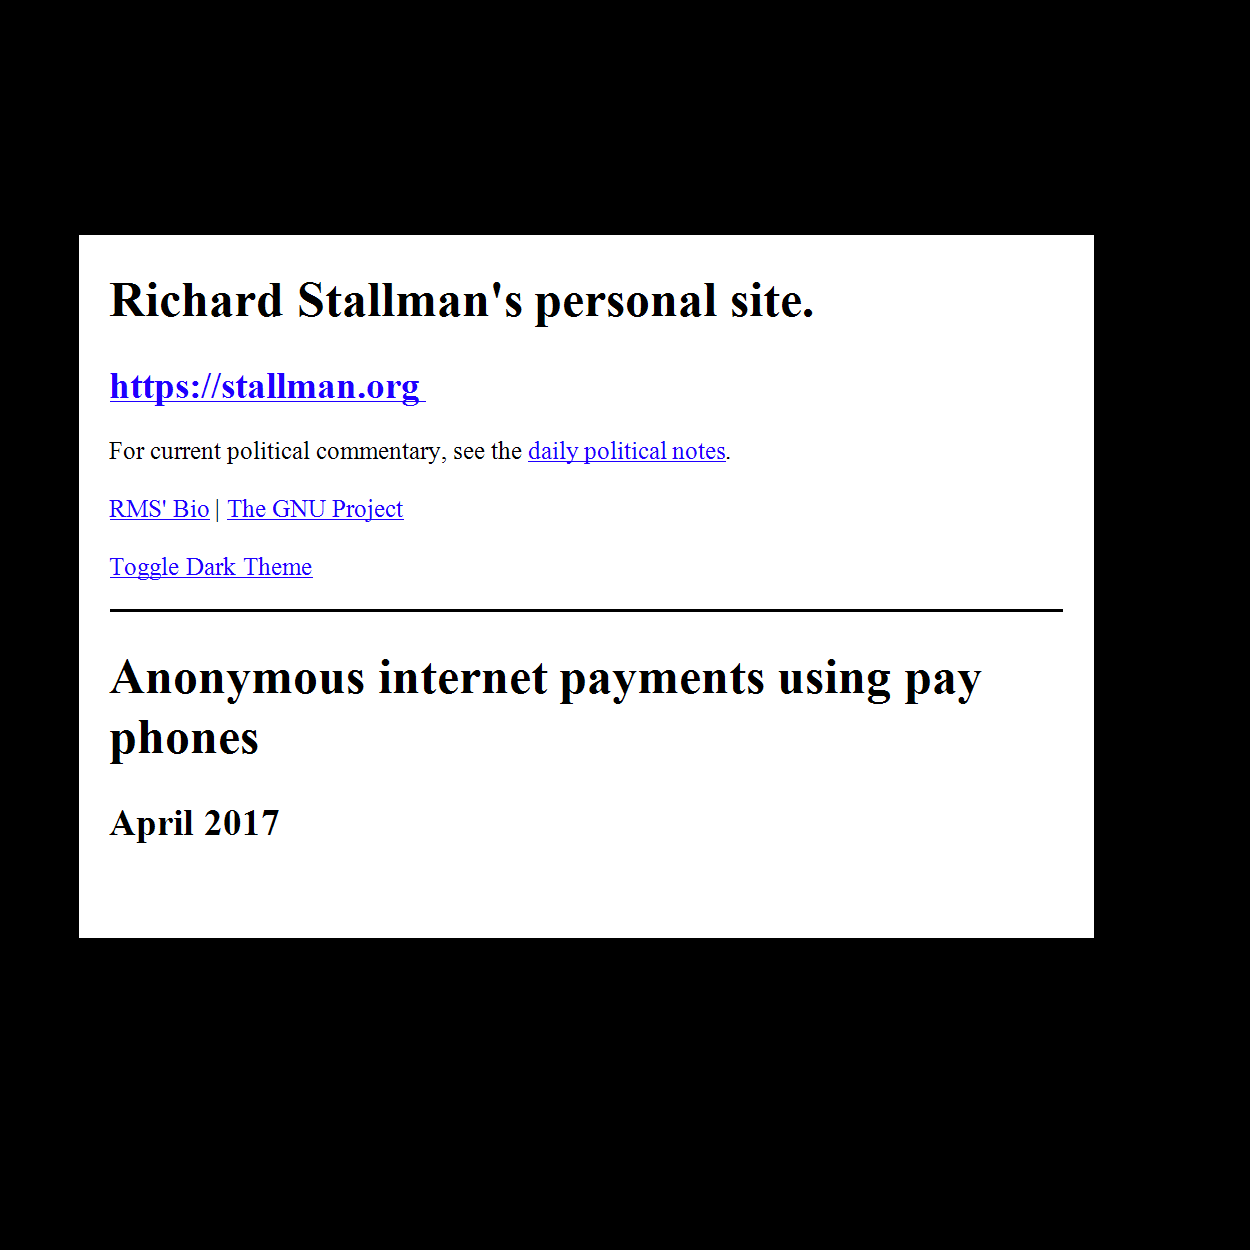 Richard Stallman's personal site.
https://stallman.org
For current political commentary, see the daily political notes.
RMS' Bio | The GNU Project
Toggle Dark Theme
Anonymous internet payments using pay
phones
April 2017